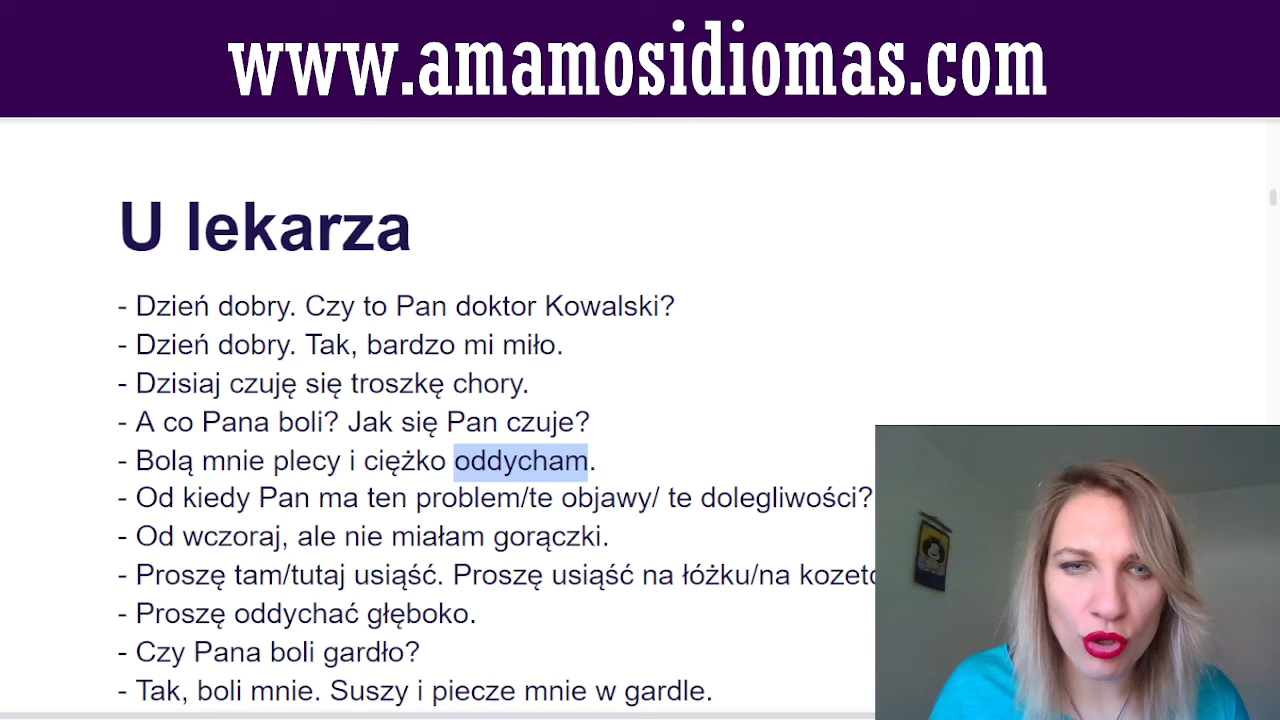 www.amamosidiomas.com
U lekarza
- Dzień dobry. Czy to Pan doktor Kowalski?
- Dzień dobry. Tak, bardzo mi miło.
- Dzisiaj czuję się troszkę chory.
- A co Pana boli? Jak się Pan czuje?
- Bolą mnie plecy i ciężko oddycham.
- Od kiedy Pan ma ten problem/te objawy/ te dolegliwości?
- Od wczoraj, ale nie miałam gorączki.
- Proszę tam/tutaj usiąść. Proszę usiąść na łóżku/na
- Proszę oddychać głęboko.
- Czy Pana boli gardło?
- Tak, boli mnie. Suszy i piecze mnie w gardle.